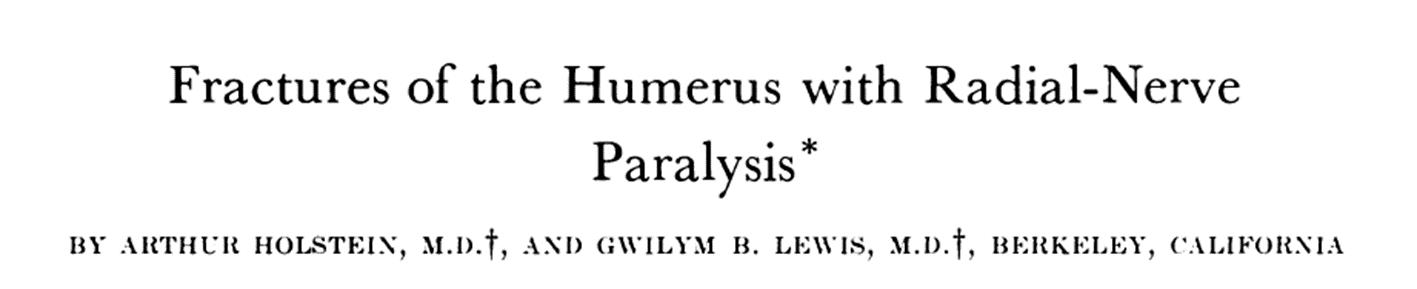 Fractures of the Humerus with Radial-Nerve
Paralysis*
BY ARTHUR HOLSTEIN, M.D.†, AND GWILYM B. LEWIS, M.D.†, BERKELEY, CALIFORNIA